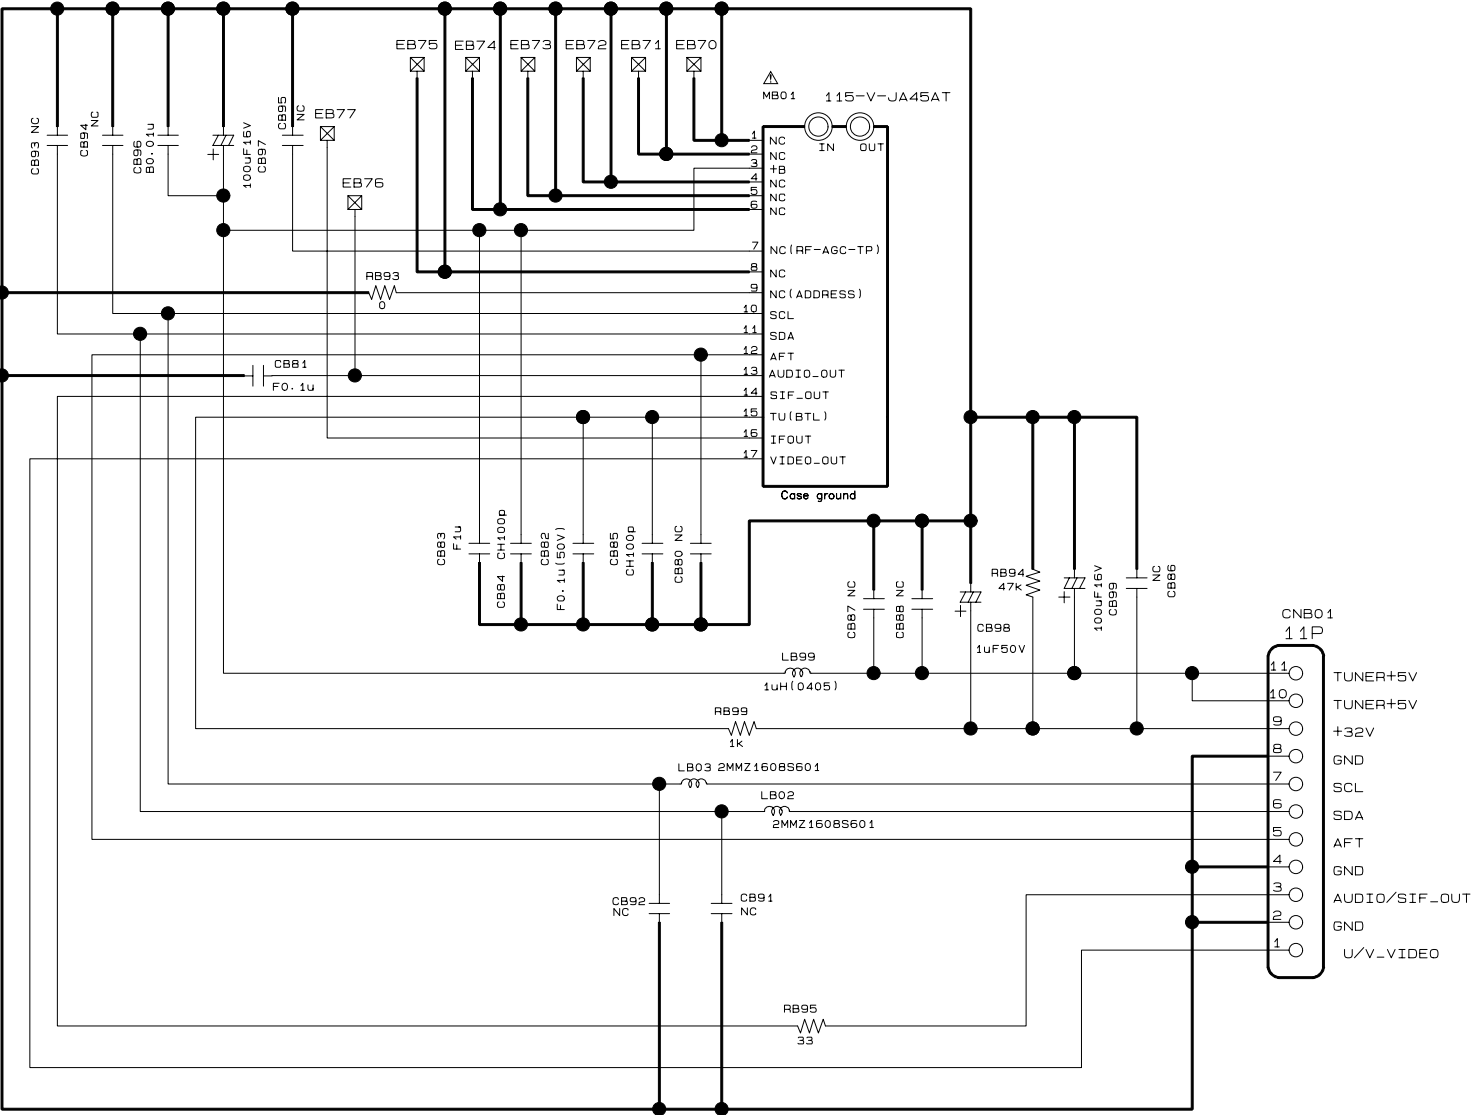 EB75
EB74
EB73
EB72
EB71
EB70
MB01
115-V-JA45AT
IN
OUT
CB93 NC
CB94
NC
CB96
B0.01u
+
100uF16V
CB97
CB95
NC
EB77
EB76
1
NC
2
NC
3
+B
4
NC
5
NC
6
NC
7
NC(RF-AGC-TP)
8
NC
9
NC(ADDRESS)
10
SCL
11
SDA
12
AFT
13
AUDIO_OUT
14
SIF_OUT
15
TU(BTL)
16
IFOUT
17
VIDEO_OUT
Case ground
RB93
0
CB81
F0.1u
CB83
F1u
CB84
CH100p
CB82
F0.1u(50V)
CB85
CH100p
CB80 NC
CB87 NC
CB88 NC
+
CB98
1uF50V
RB94
47k
+
100uF16V
CB99
NC
CB86
CNB01
11P
LB99
1uH(0405)
RB99
1k
LB03 2MMZ1608S601
LB02
2MMZ1608S601
11
TUNER+5V
10
TUNER+5V
9
+32V
8
GND
7
SCL
6
SDA
5
AFT
4
GND
3
AUDIO/SIF_OUT
2
GND
1
U/V_VIDEO
CB92
NC
CB91
NC
RB95
33